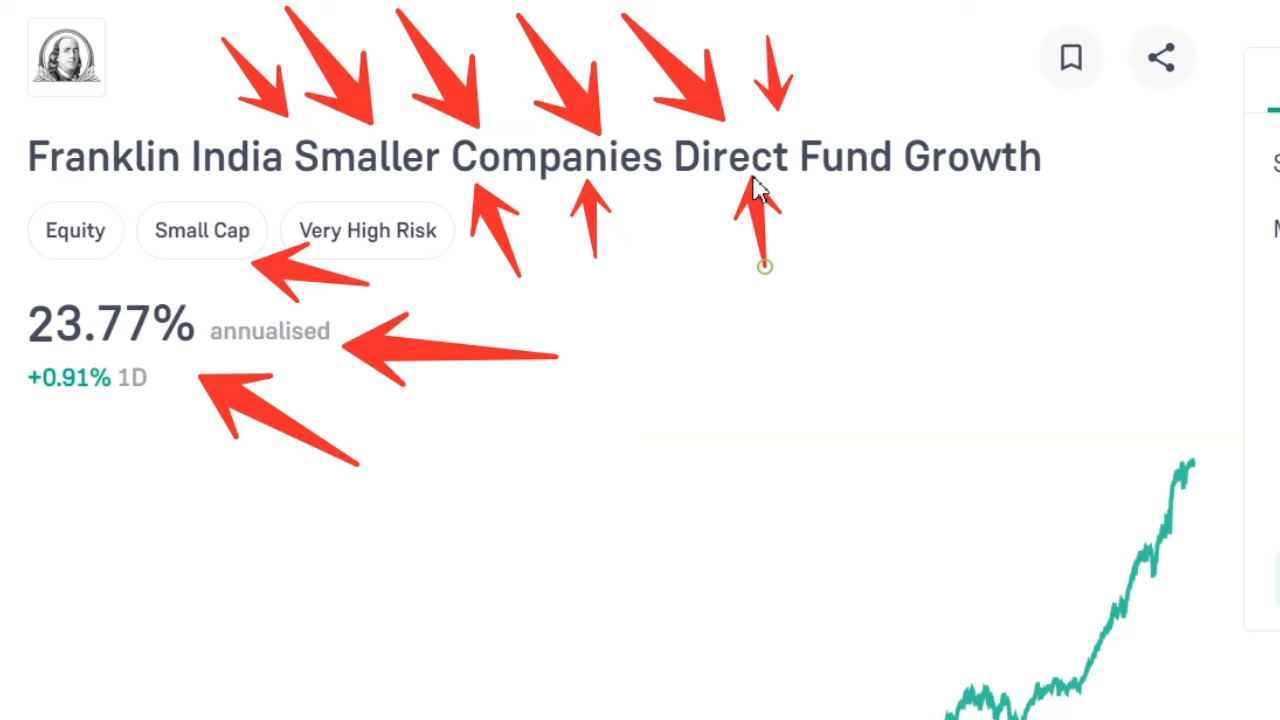 Franklin India Smaller Companies Direct Fund Growth
Equity Small Cap Very High Risk
23.77% annualised
+0.91% 1D